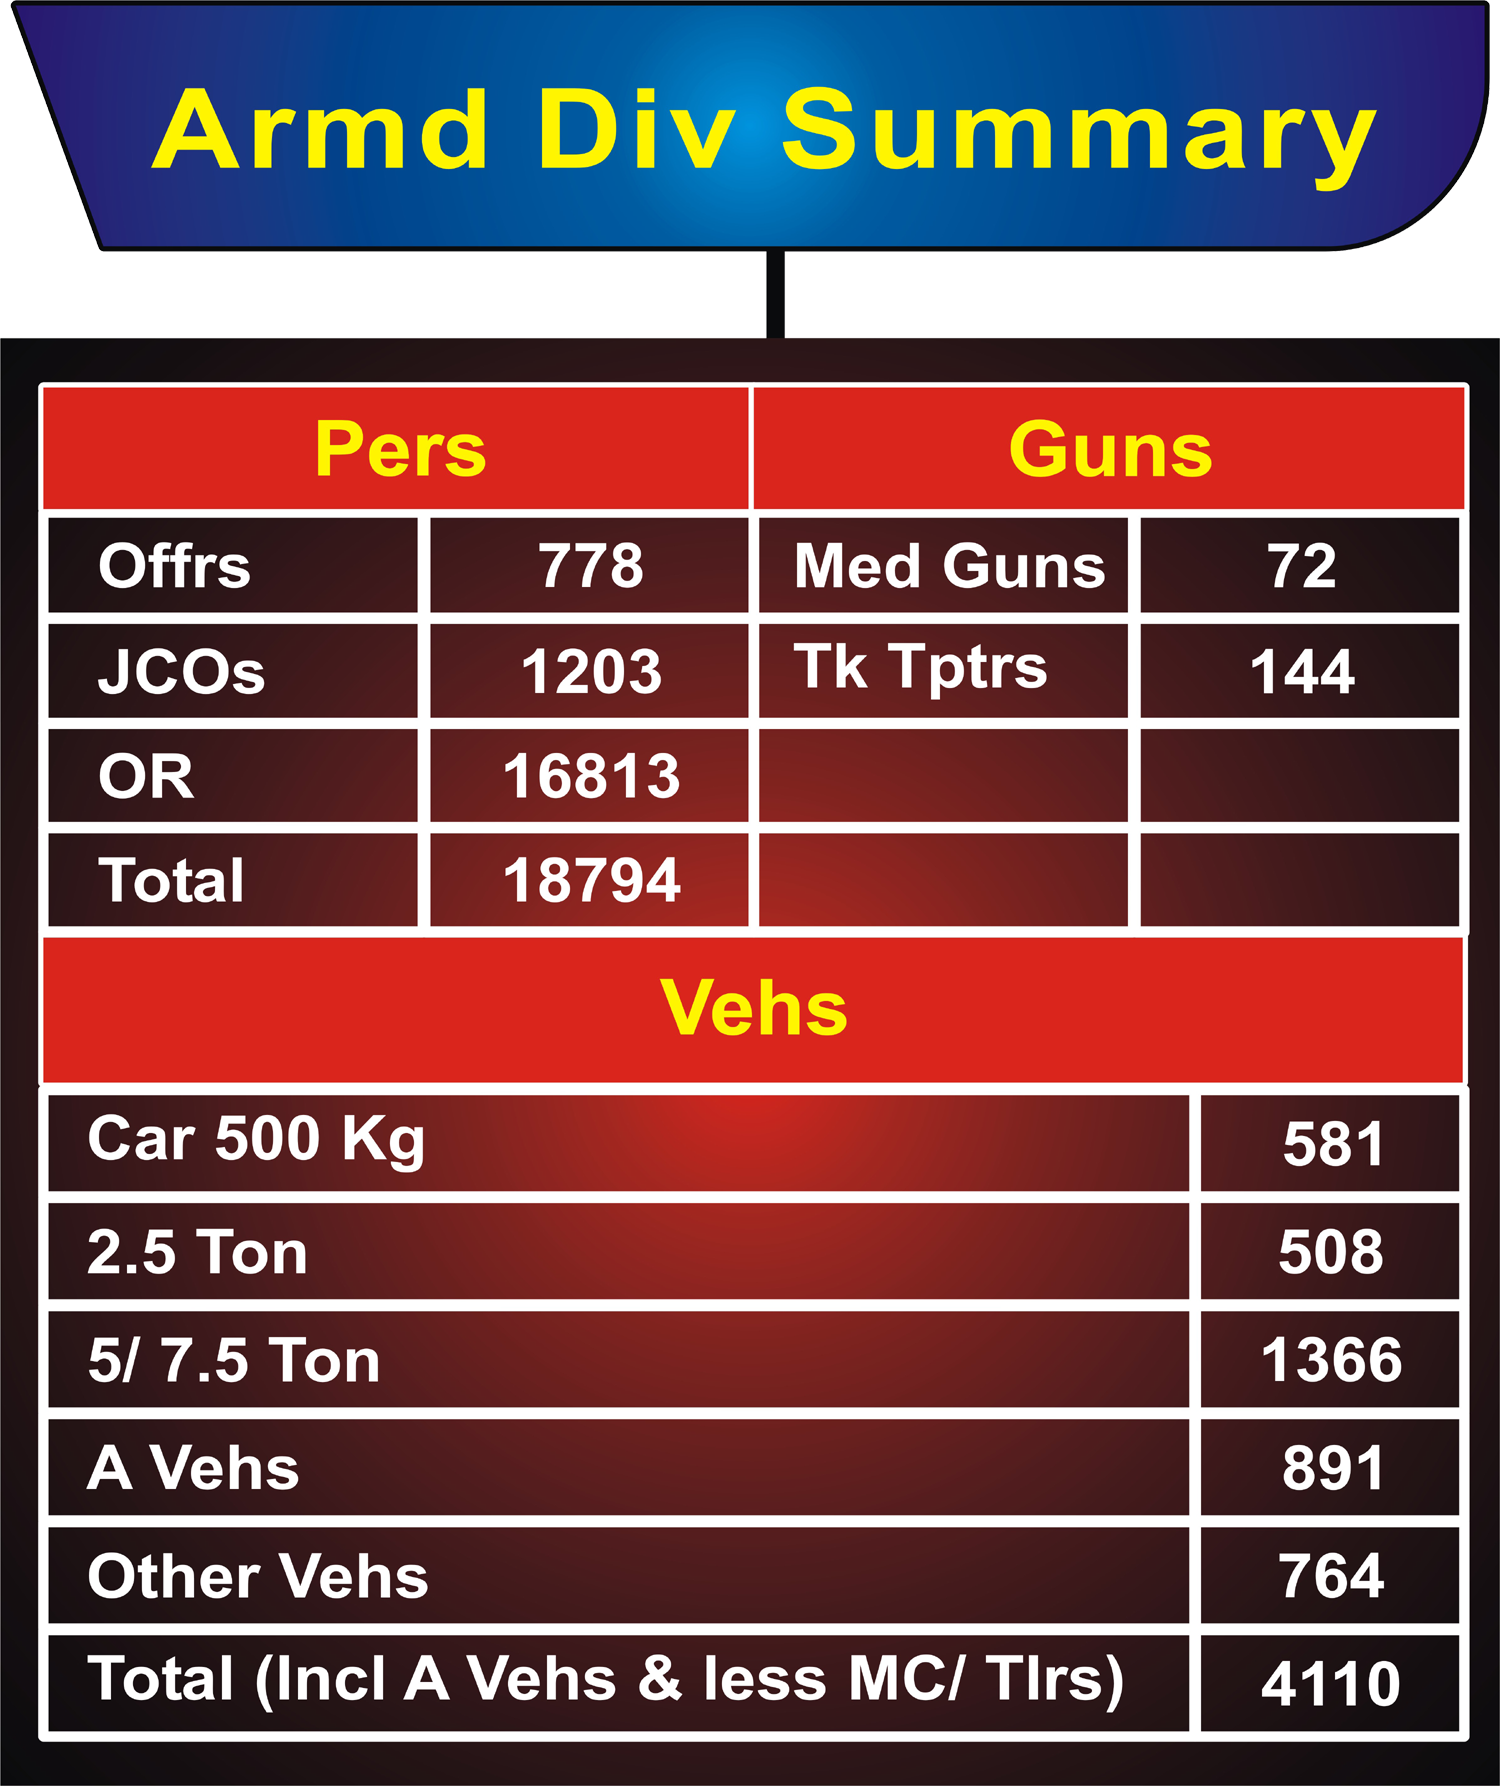 Armd Div Summary
Pers Guns
Offrs 778 Med Guns 72
JCOs 1203 Tk Tptrs 144
OR 16813
Total 18794
Vehs
Car 500 Kg 581
2.5 Ton 508
5/ 7.5 Ton 1366
A Vehs 891
Other Vehs 764
Total (Incl A Vehs & less MC/ Tlrs) 4110